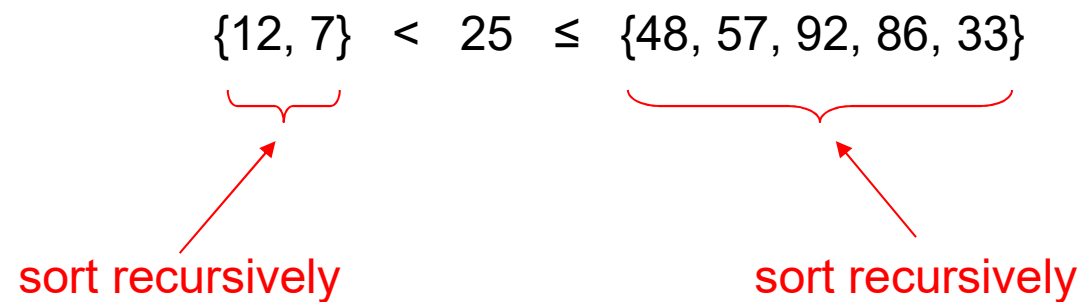 {12, 7} < 25 ≤ {48, 57, 92, 86, 33}
sort recursively sort recursively